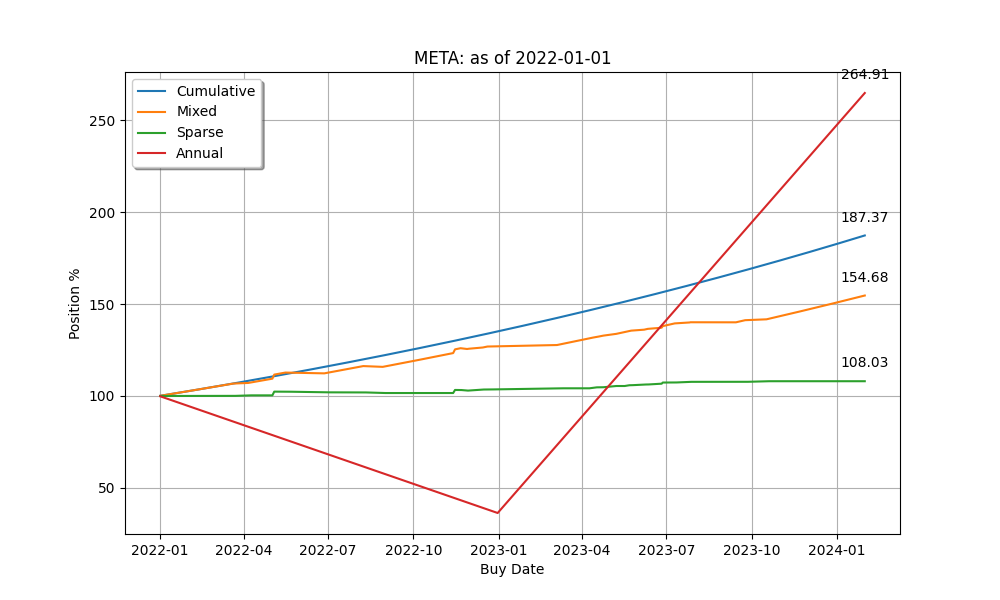 META: as of 2022-01-01
Cumulative
Mixed
Sparse
Annual
264.91
187.37
154.68
108.03
250
200
150
100
50
Position %
2022-01 2022-04 2022-07 2022-10 2023-01 2023-04 2023-07 2023-10 2024-01
Buy Date